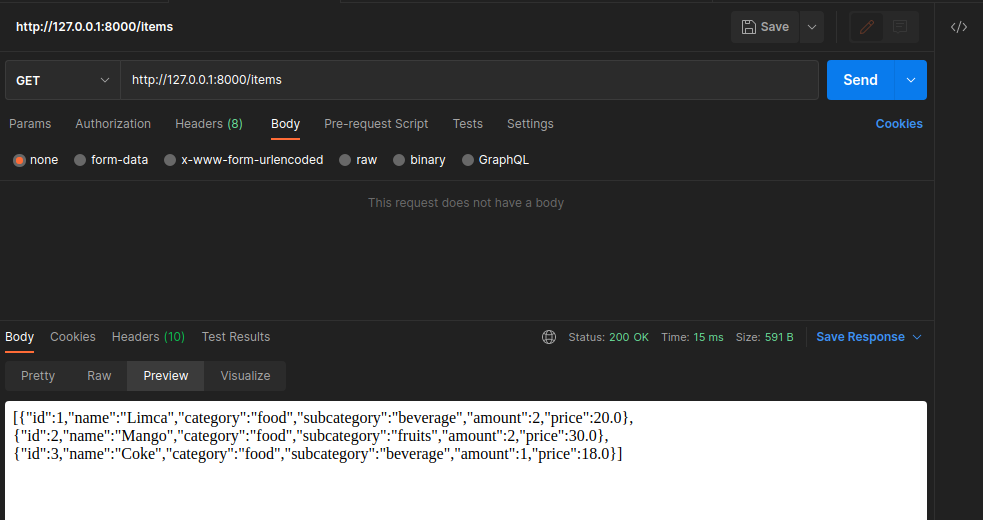 http://127.0.0.1:8000/items
Save
GET
http://127.0.0.1:8000/items
Send
Params Authorization Headers (8) Body Pre-request Script Tests Settings Cookies
none form-data x-www-form-urlencoded raw binary GraphQL
This request does not have a body
Body Cookies Headers (10) Test Results Status: 200 OK Time: 15 ms Size: 591 B Save Response
Pretty Raw Preview Visualize
[{"id":1,"name":"Limca","category":"food","subcategory":"beverage","amount":2,"price":20.0},
{"id":2,"name":"Mango","category":"food","subcategory":"fruits","amount":2,"price":30.0},
{"id":3,"name":"Coke","category":"food","subcategory":"beverage","amount":1,"price":18.0}]